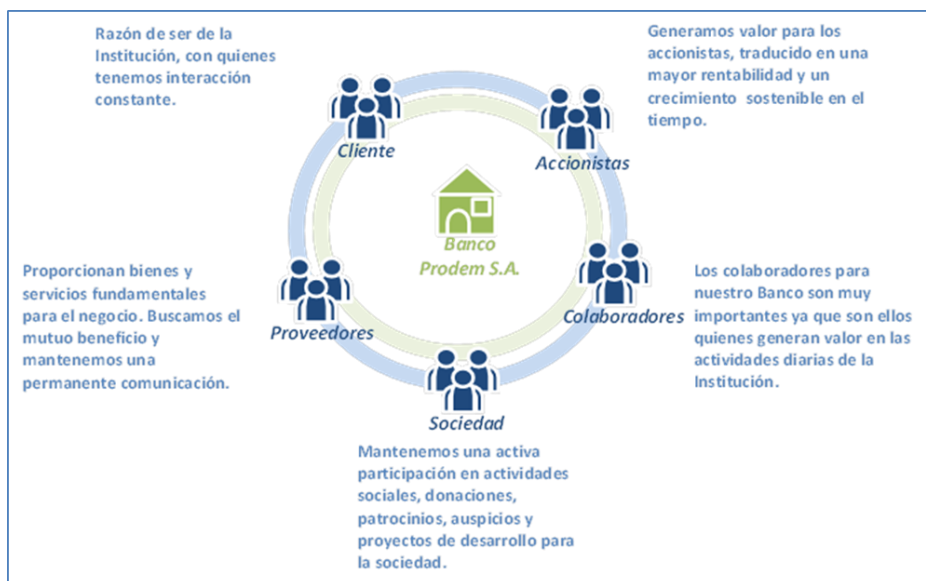 Razón de ser de la
Institución, con quienes
tenemos interacción
constante.
Generamos valor para los
accionistas, traducido en una
mayor rentabilidad y un
crecimiento sostenible en el
tiempo.
Cliente
Accionistas
Banco
Prodem S.A.
Proporcionan bienes y
servicios fundamentales
para el negocio. Buscamos el
mutuo beneficio y
mantenemos una
permanente comunicación.
Proveedores
Colaboradores
Los colaboradores para
nuestro Banco son muy
importantes ya que son ellos
quienes generan valor en las
actividades diarias de la
Institución.
Sociedad
Mantenemos una activa
participación en actividades
sociales, donaciones,
patrocinios, auspicios y
proyectos de desarrollo para
la sociedad.